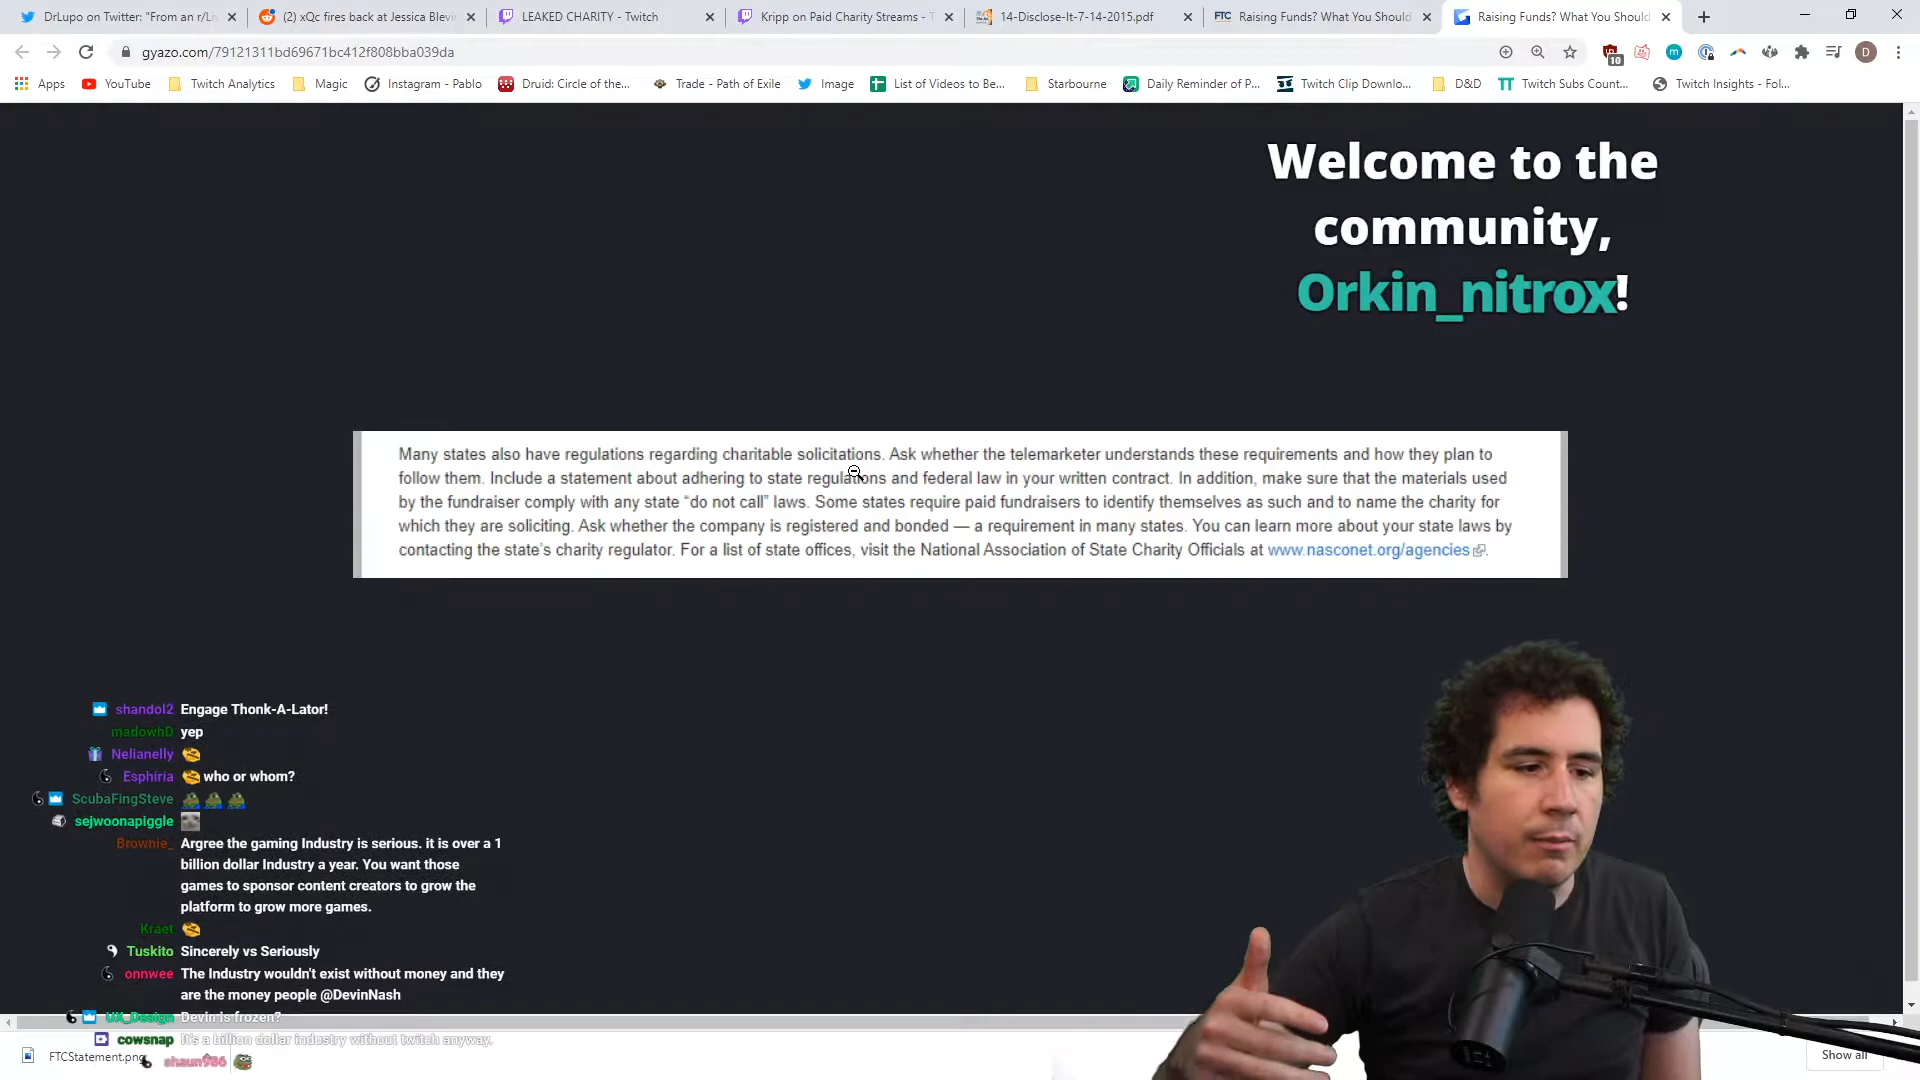 DrLupo on Twitter: "From an r/Liv
(2) xQc fires back at Jessica Blevi
LEAKED CHARITY - Twitch
Kripp on Paid Charity Streams - T
14-Disclose-It-7-14-2015.pdf
FTC Raising Funds? What You Should
Raising Funds? What You Should
gyazo.com/79121311bd69671bc412f808bba039da
10
D
Apps
YouTube
Twitch Analytics
Magic
Instagram - Pablo
Druid: Circle of the...
Trade - Path of Exile
Image
List of Videos to Be...
Starbourne
Daily Reminder of P...
Twitch Clip Downlo...
D&D
TT Twitch Subs Count...
Twitch Insights - Fol...
Welcome to the
community,
Orkin_nitrox!
Many states also have regulations regarding charitable solicitations. Ask whether the telemarketer understands these requirements and how they plan to
follow them. Include a statement about adhering to state regulations and federal law in your written contract. In addition, make sure that the materials used
by the fundraiser comply with any state “do not call” laws. Some states require paid fundraisers to identify themselves as such and to name the charity for
which they are soliciting. Ask whether the company is registered and bonded — a requirement in many states. You can learn more about your state laws by
contacting the state’s charity regulator. For a list of state offices, visit the National Association of State Charity Officials at www.nasconet.org/agencies.
shandol2 Engage Thonk-A-Lator!
madowhD yep
Nelianelly
Esphiria who or whom?
ScubaFingSteve
sejwoonapiggle
Brownie_ Argree the gaming Industry is serious. it is over a 1
billion dollar Industry a year. You want those
games to sponsor content creators to grow the
platform to grow more games.
Kraet
Tuskito Sincerely vs Seriously
onnwee The Industry wouldn't exist without money and they
are the money people @DevinNash
UX_Design Devin is frozen?
cowsnap It's a billion dollar industry without twitch anyway.
shaun986
FTCStatement.png
Show all